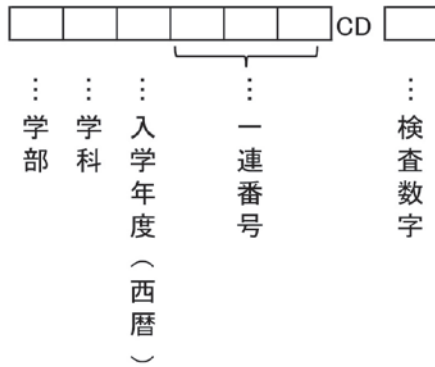 CD
学部
学科
入学年度（西暦）
一連番号
検査数字